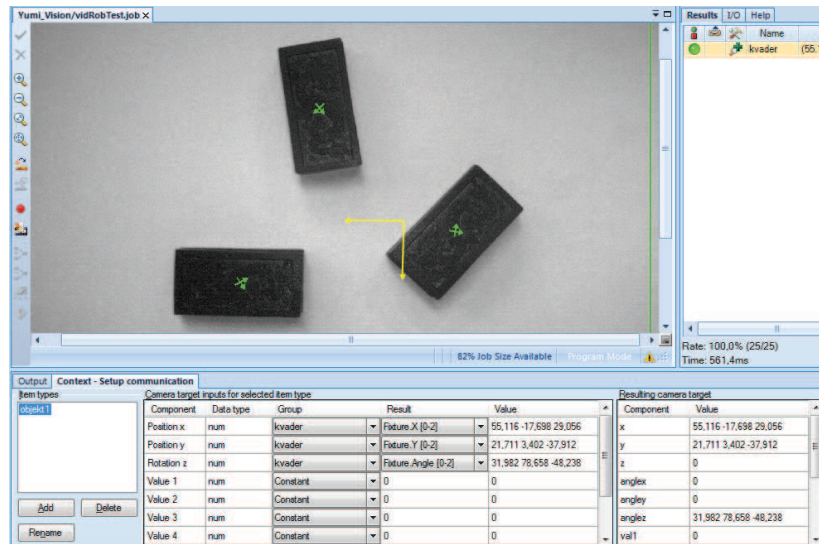 Yumi_Vision/vidRobTest.job
Results I/O Help
Name
kvader (55.1
82% Job Size Available Program Mode
Rate: 100,0% (25/25)
Time: 561,4ms
Output Context - Setup communication
Item types
objekt1
Add Delete
Rename
Camera target inputs for selected item type
Component Data type Group Result Value
Position x num kvader Fixture.X [0-2] 55,116 -17,698 29,056
Position y num kvader Fixture.Y [0-2] 21,711 3,402 -37,912
Rotation z num kvader Fixture.Angle [0-2] 31,982 78,658 -48,238
Value 1 num Constant 0 0
Value 2 num Constant 0 0
Value 3 num Constant 0 0
Value 4 num Constant 0 0
Resulting camera target
Component Value
x 55,116 -17,698 29,056
y 21,711 3,402 -37,912
z 0
anglex 0
angley 0
anglez 31,982 78,658 -48,238
val1 0